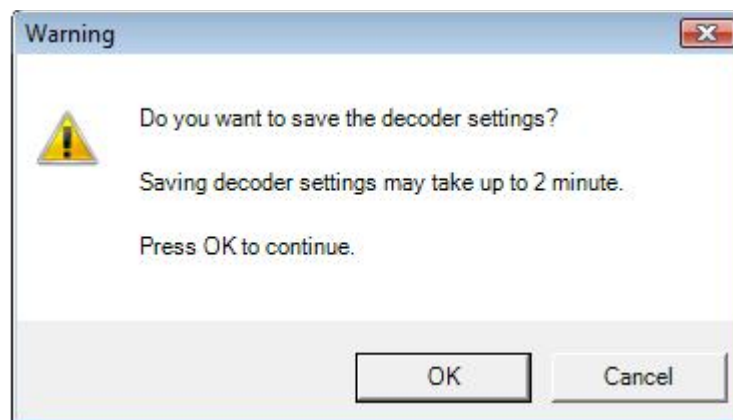 Warning
Do you want to save the decoder settings?
Saving decoder settings may take up to 2 minute.
Press OK to continue.
OK Cancel